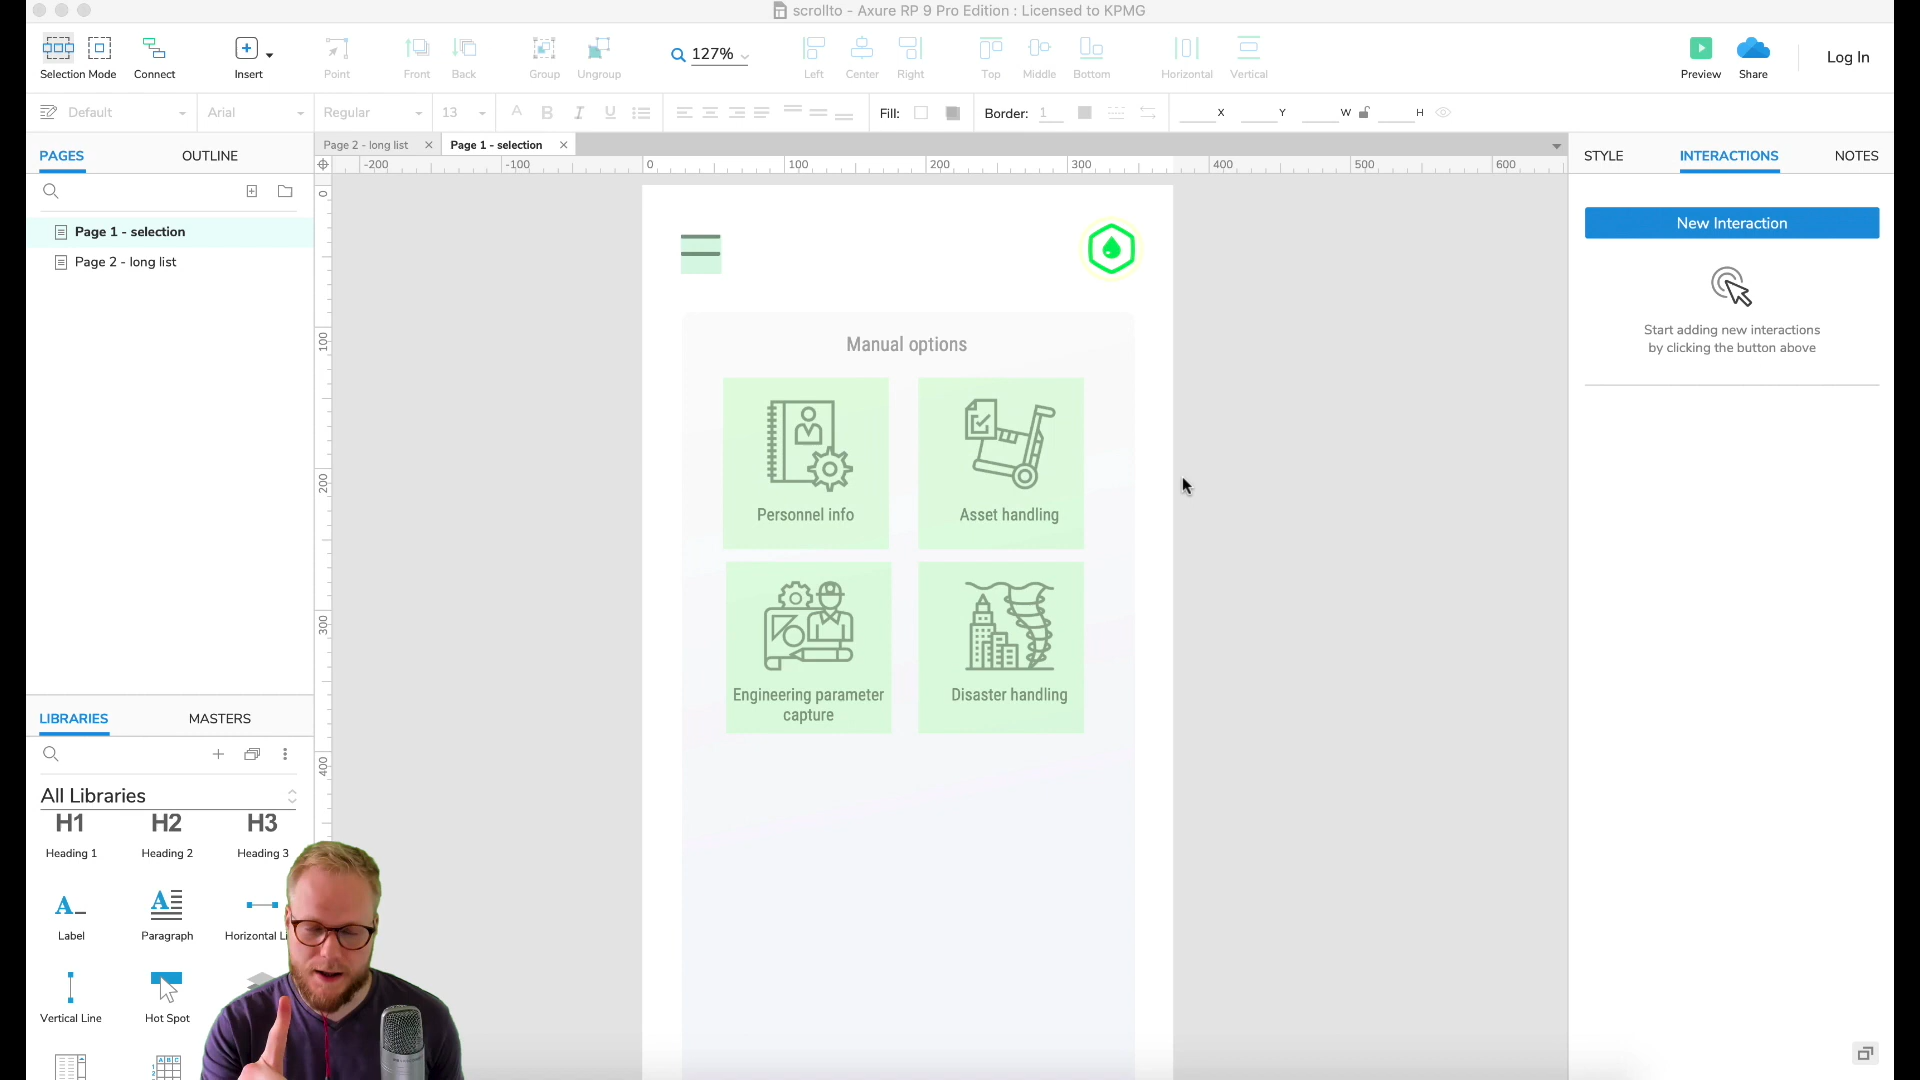 scrollto - Axure RP 9 Pro Edition : Licensed to KPMG
Selection Mode
Connect
Insert
Point
Front
Back
Group
Ungroup
127%
Left
Center
Right
Top
Middle
Bottom
Horizontal
Vertical
Preview
Share
Log In
Default
Arial
Regular
13
Fill:
Border:
1
X
Y
W
H
PAGES
OUTLINE
Page 2 - long list
Page 1 - selection
STYLE
INTERACTIONS
NOTES
-200
-100
0
100
200
300
400
500
600
Page 1 - selection
Page 2 - long list
0
100
200
300
400
New Interaction
Start adding new interactions
by clicking the button above
Manual options
Personnel info
Asset handling
Engineering parameter
capture
Disaster handling
LIBRARIES
MASTERS
All Libraries
H1
H2
H3
Heading 1
Heading 2
Heading 3
A
A
Label
Paragraph
Horizontal
Vertical Line
Hot Spot
A B C